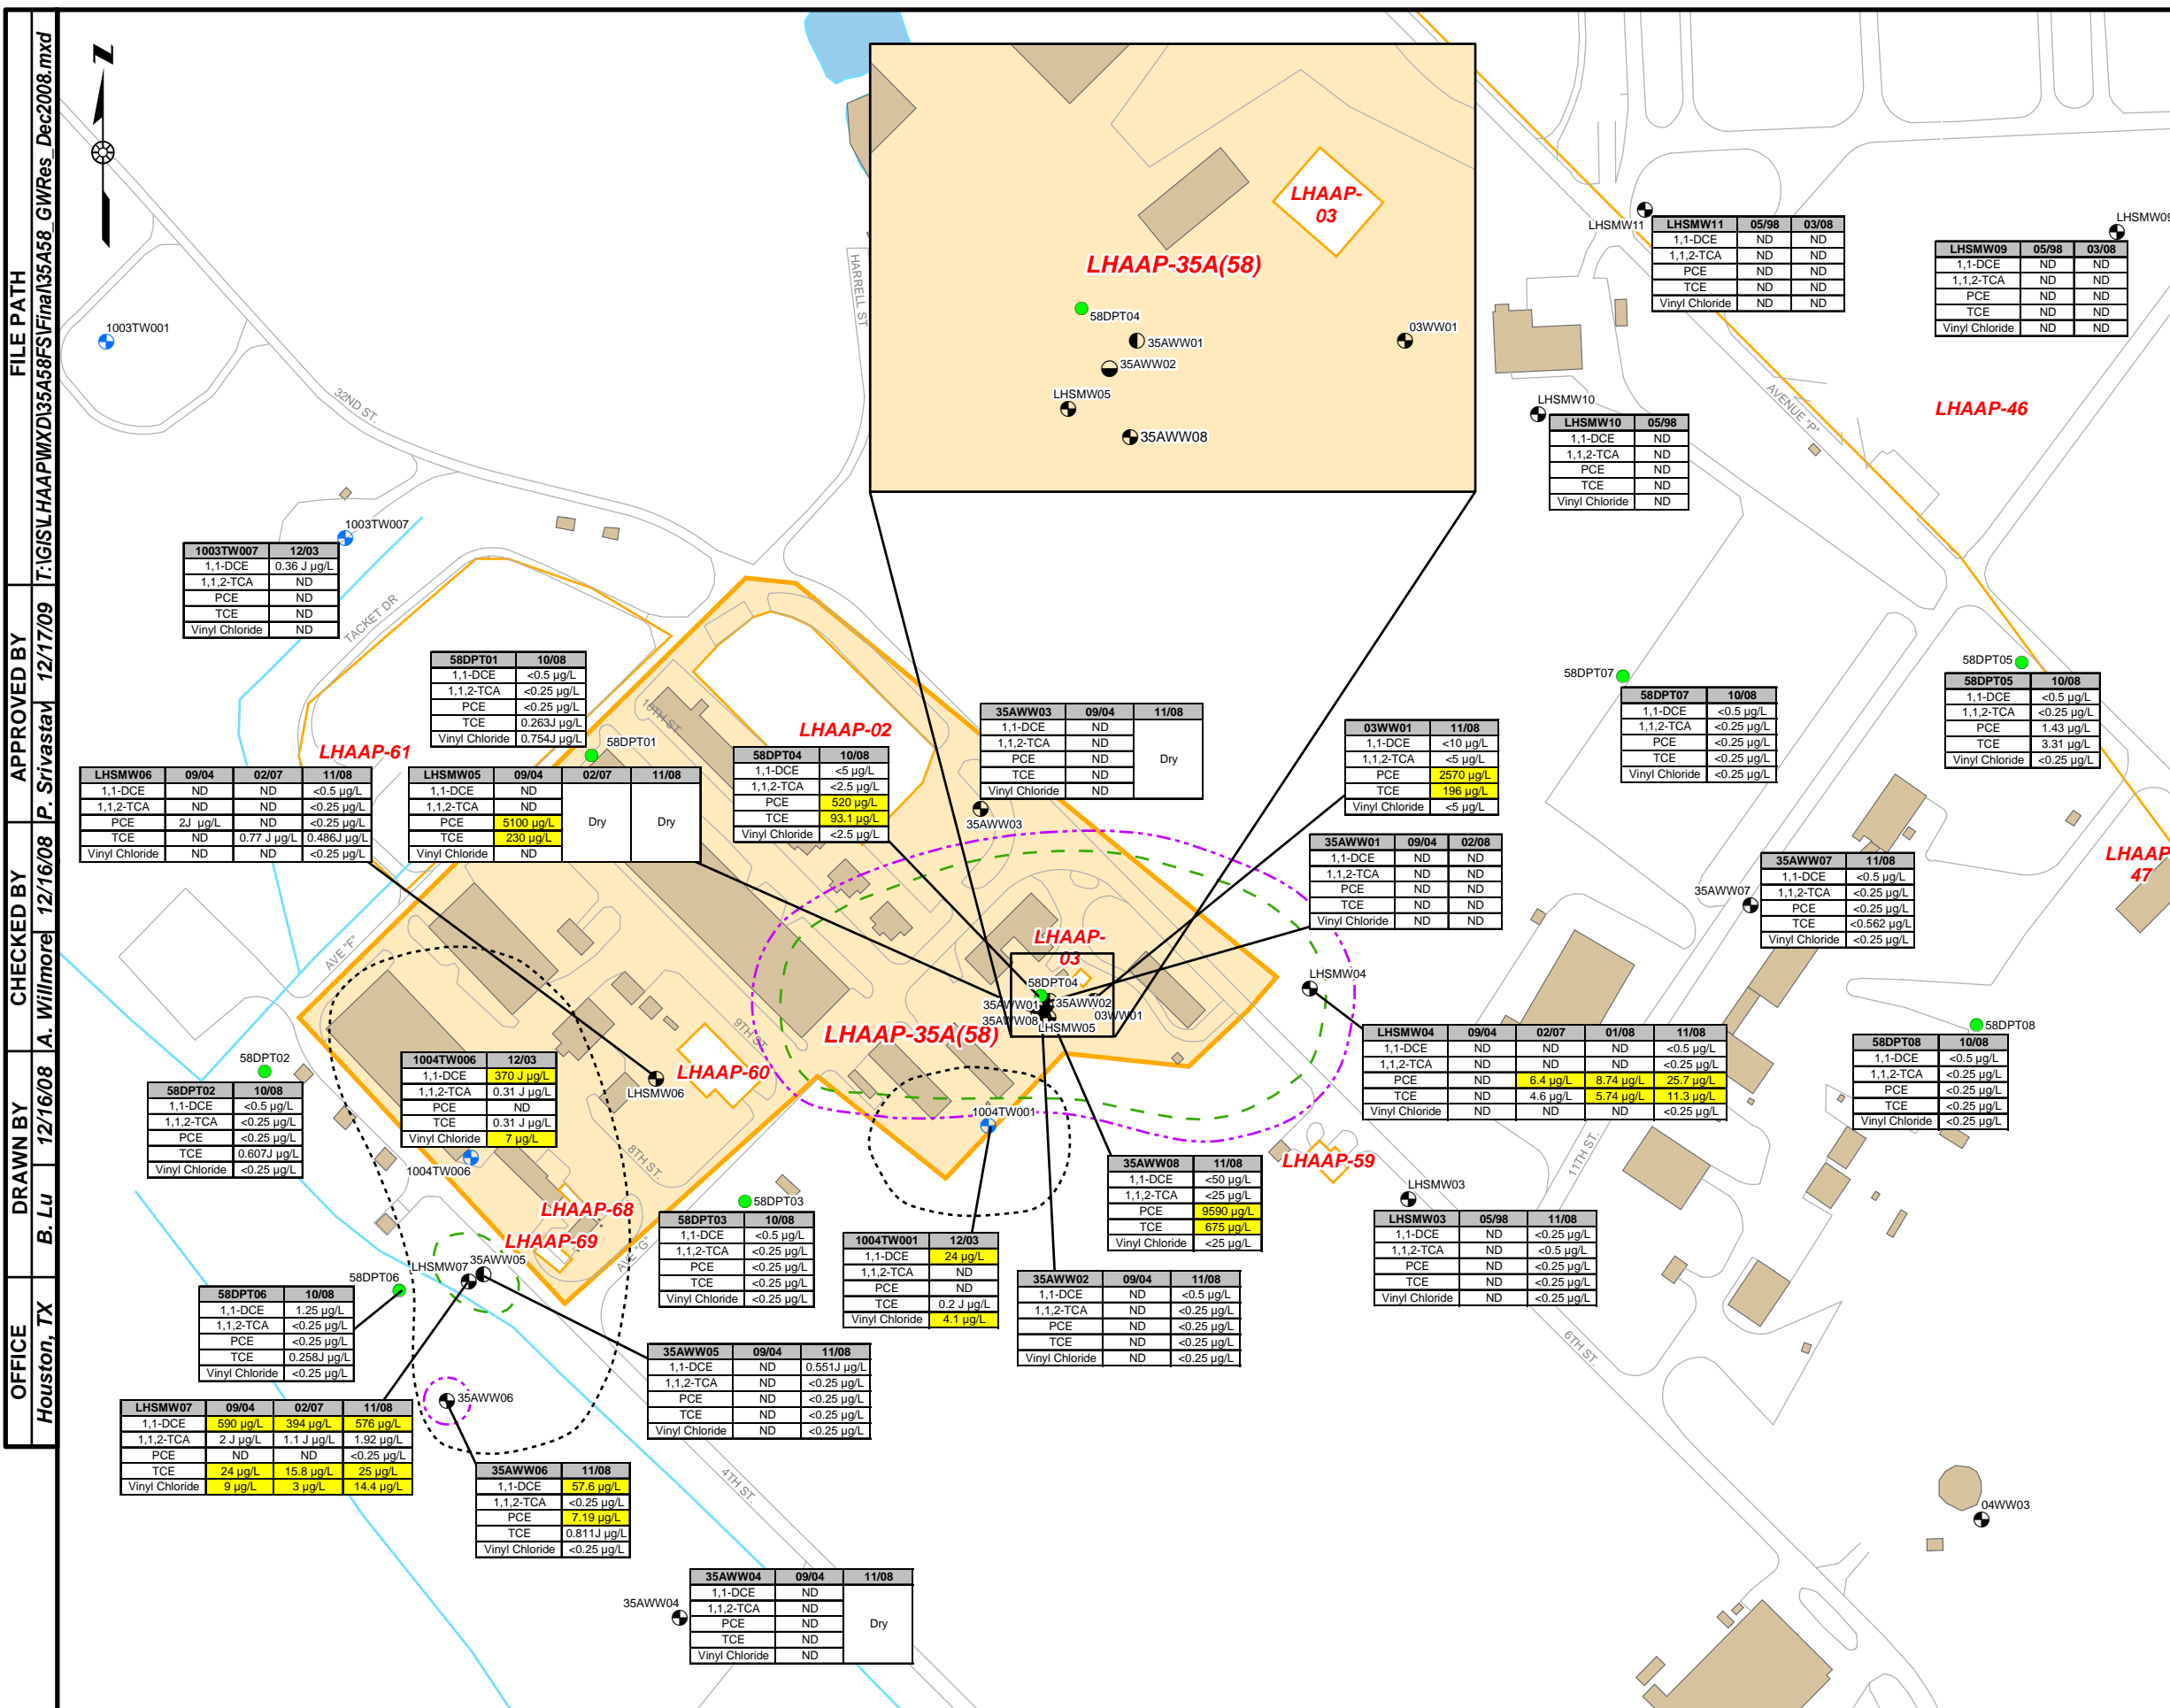 FILE PATH
T:\GIS\LHAAPMXD\35A58FS\Final\35A58_GWRes_Dec2008.mxd
APPROVED BY
P. Srivastav 12/17/09
CHECKED BY
A. Willmore 12/16/08
DRAWN BY
B. Lu 12/16/08
OFFICE
Houston, TX
Z
1003TW001
32ND ST.
HARRELL ST
LHAAP-
03
LHAAP-35A(58)
58DPT04
35AWW01
35AWW02
03WW01
LHSMW05
35AWW08
LHSMW11
LHSMW11 05/98 03/08
1,1-DCE ND ND
1,1,2-TCA ND ND
PCE ND ND
TCE ND ND
Vinyl Chloride ND ND
LHSMW09
LHSMW09 05/98 03/08
1,1-DCE ND ND
1,1,2-TCA ND ND
PCE ND ND
TCE ND ND
Vinyl Chloride ND ND
AVENUE "P"
LHAAP-46
LHSMW10
LHSMW10 05/98
1,1-DCE ND
1,1,2-TCA ND
PCE ND
TCE ND
Vinyl Chloride ND
1003TW007
1003TW007 12/03
1,1-DCE 0.36 J µg/L
1,1,2-TCA ND
PCE ND
TCE ND
Vinyl Chloride ND
TACKET DR
58DPT01 10/08
1,1-DCE <0.5 µg/L
1,1,2-TCA <0.25 µg/L
PCE <0.25 µg/L
TCE 0.263J µg/L
Vinyl Chloride 0.754J µg/L
58DPT01
10TH ST.
LHAAP-61
LHAAP-02
LHSMW06 09/04 02/07 11/08
1,1-DCE ND ND <0.5 µg/L
1,1,2-TCA ND ND <0.25 µg/L
PCE 2J µg/L ND <0.25 µg/L
TCE ND 0.77 J µg/L 0.486J µg/L
Vinyl Chloride ND ND <0.25 µg/L
LHSMW05 09/04 02/07 11/08
1,1-DCE ND Dry Dry
1,1,2-TCA ND
PCE 5100 µg/L
TCE 230 µg/L
Vinyl Chloride ND
58DPT04 10/08
1,1-DCE <5 µg/L
1,1,2-TCA <2.5 µg/L
PCE 520 µg/L
TCE 93.1 µg/L
Vinyl Chloride <2.5 µg/L
35AWW03 09/04 11/08
1,1-DCE ND Dry
1,1,2-TCA ND
PCE ND
TCE ND
Vinyl Chloride ND
35AWW03
03WW01 11/08
1,1-DCE <10 µg/L
1,1,2-TCA <5 µg/L
PCE 2570 µg/L
TCE 196 µg/L
Vinyl Chloride <5 µg/L
35AWW01 09/04 02/08
1,1-DCE ND ND
1,1,2-TCA ND ND
PCE ND ND
TCE ND ND
Vinyl Chloride ND ND
58DPT07
58DPT07 10/08
1,1-DCE <0.5 µg/L
1,1,2-TCA <0.25 µg/L
PCE <0.25 µg/L
TCE <0.25 µg/L
Vinyl Chloride <0.25 µg/L
58DPT05
58DPT05 10/08
1,1-DCE <0.5 µg/L
1,1,2-TCA <0.25 µg/L
PCE 1.43 µg/L
TCE 3.31 µg/L
Vinyl Chloride <0.25 µg/L
35AWW07
35AWW07 11/08
1,1-DCE <0.5 µg/L
1,1,2-TCA <0.25 µg/L
PCE <0.25 µg/L
TCE <0.562 µg/L
Vinyl Chloride <0.25 µg/L
LHAAP
47
AVE "F"
LHAAP-
03
58DPT04
35AWW01
35AWW02
35AWW08
03WW01
LHSMW05
LHAAP-35A(58)
9TH ST.
LHAAP-60
LHSMW06
LHSMW04
LHSMW04 09/04 02/07 01/08 11/08
1,1-DCE ND ND ND <0.5 µg/L
1,1,2-TCA ND ND ND <0.25 µg/L
PCE ND 6.4 µg/L 8.74 µg/L 25.7 µg/L
TCE ND 4.6 µg/L 5.74 µg/L 11.3 µg/L
Vinyl Chloride ND ND ND <0.25 µg/L
58DPT08
58DPT08 10/08
1,1-DCE <0.5 µg/L
1,1,2-TCA <0.25 µg/L
PCE <0.25 µg/L
TCE <0.25 µg/L
Vinyl Chloride <0.25 µg/L
58DPT02
58DPT02 10/08
1,1-DCE <0.5 µg/L
1,1,2-TCA <0.25 µg/L
PCE <0.25 µg/L
TCE 0.607J µg/L
Vinyl Chloride <0.25 µg/L
1004TW006 12/03
1,1-DCE 370 J µg/L
1,1,2-TCA 0.31 J µg/L
PCE ND
TCE 0.31 J µg/L
Vinyl Chloride 7 µg/L
1004TW006
8TH ST.
1004TW001
11TH ST.
LHAAP-59
LHAAP-68
LHAAP-69
58DPT03
58DPT03 10/08
1,1-DCE <0.5 µg/L
1,1,2-TCA <0.25 µg/L
PCE <0.25 µg/L
TCE <0.25 µg/L
Vinyl Chloride <0.25 µg/L
AVE "G"
35AWW08 11/08
1,1-DCE <50 µg/L
1,1,2-TCA <25 µg/L
PCE 9590 µg/L
TCE 675 µg/L
Vinyl Chloride <25 µg/L
LHSMW03
LHSMW03 05/98 11/08
1,1-DCE ND <0.25 µg/L
1,1,2-TCA ND <0.5 µg/L
PCE ND <0.25 µg/L
TCE ND <0.25 µg/L
Vinyl Chloride ND <0.25 µg/L
1004TW001 12/03
1,1-DCE 24 µg/L
1,1,2-TCA ND
PCE ND
TCE 0.2 J µg/L
Vinyl Chloride 4.1 µg/L
35AWW02 09/04 11/08
1,1-DCE ND <0.5 µg/L
1,1,2-TCA ND <0.25 µg/L
PCE ND <0.25 µg/L
TCE ND <0.25 µg/L
Vinyl Chloride ND <0.25 µg/L
35AWW05
LHSMW07
58DPT06
58DPT06 10/08
1,1-DCE 1.25 µg/L
1,1,2-TCA <0.25 µg/L
PCE <0.25 µg/L
TCE 0.258J µg/L
Vinyl Chloride <0.25 µg/L
35AWW05 09/04 11/08
1,1-DCE ND 0.551J µg/L
1,1,2-TCA ND <0.25 µg/L
PCE ND <0.25 µg/L
TCE ND <0.25 µg/L
Vinyl Chloride ND <0.25 µg/L
6TH ST.
35AWW06
LHSMW07 09/04 02/07 11/08
1,1-DCE 590 µg/L 394 µg/L 576 µg/L
1,1,2-TCA 2 J µg/L 1.1 J µg/L 1.92 µg/L
PCE ND ND <0.25 µg/L
TCE 24 µg/L 15.8 µg/L 25 µg/L
Vinyl Chloride 9 µg/L 3 µg/L 14.4 µg/L
35AWW06 11/08
1,1-DCE 57.6 µg/L
1,1,2-TCA <0.25 µg/L
PCE 7.19 µg/L
TCE 0.811J µg/L
Vinyl Chloride <0.25 µg/L
4TH ST.
04WW03
35AWW04
35AWW04 09/04 11/08
1,1-DCE ND Dry
1,1,2-TCA ND
PCE ND
TCE ND
Vinyl Chloride ND